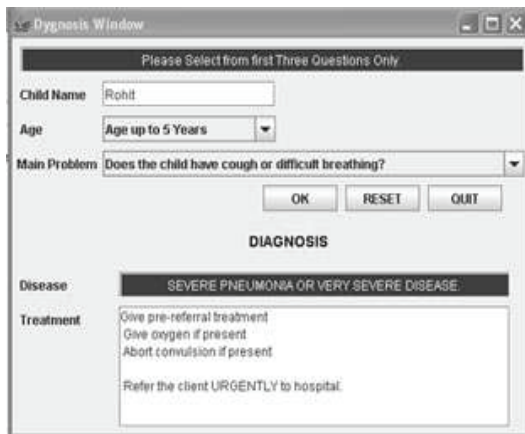 Dygnosis Window
Please Select from first Three Questions Only
Child Name Rohit
Age Age up to 5 Years
Main Problem Does the child have cough or difficult breathing?
OK RESET QUIT
DIAGNOSIS
Disease SEVERE PNEUMONIA OR VERY SEVERE DISEASE.
Treatment Give pre-referral treatment
Give oxygen if present
Abort convulsion if present
Refer the client URGENTLY to hospital.